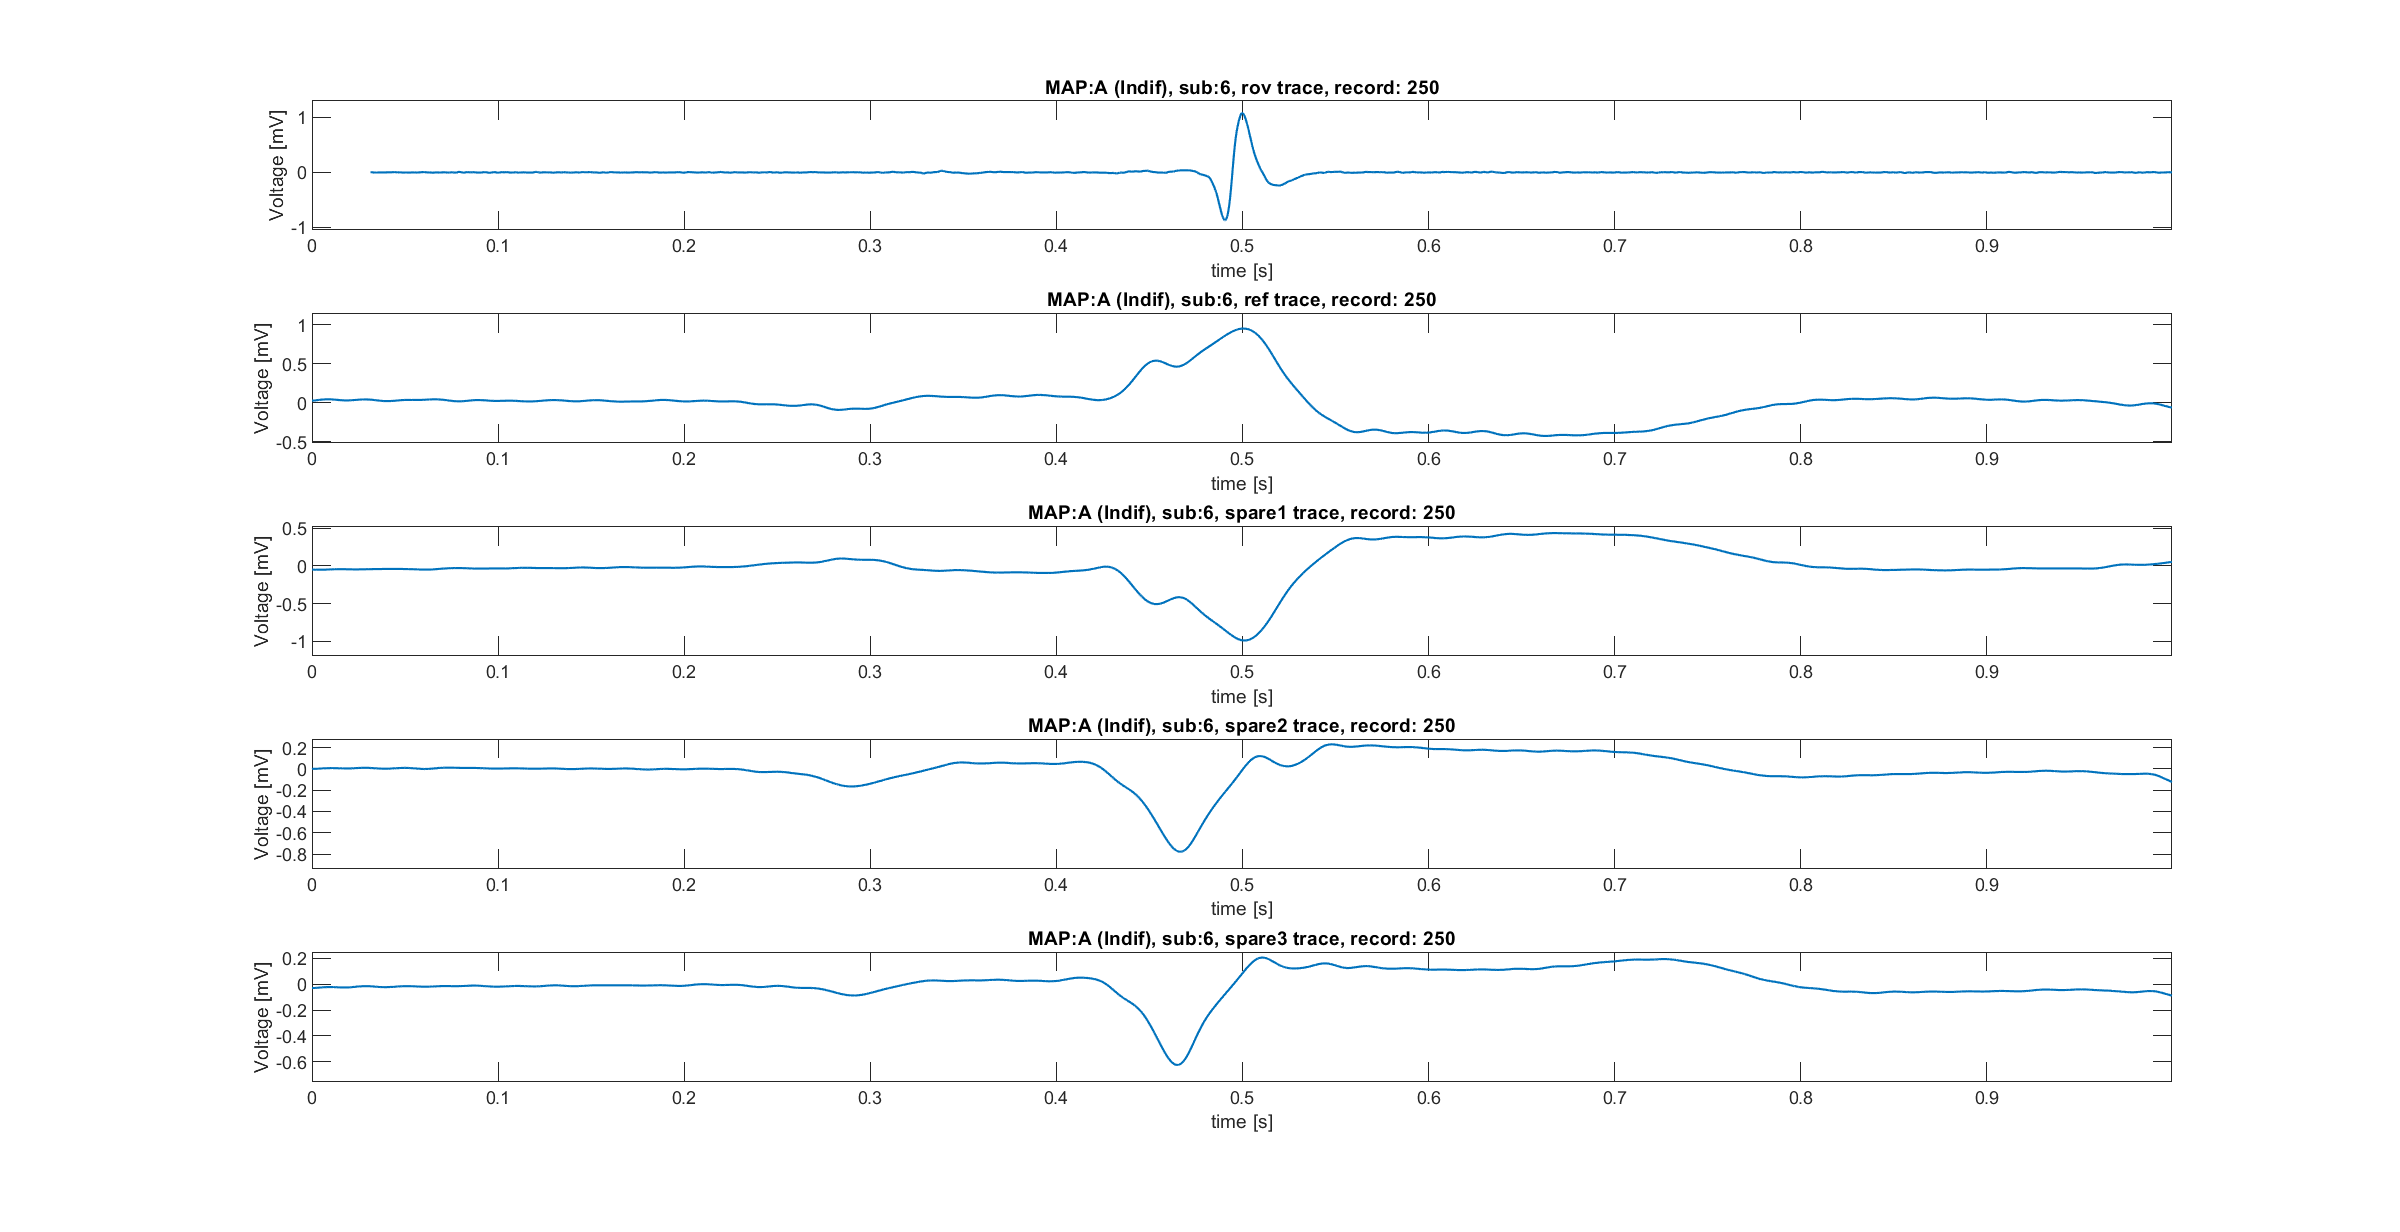 MAP:A (Indif), sub:6, rov trace, record: 250
Voltage [mV]
1
0
-1
0 0.1 0.2 0.3 0.4 0.5 0.6 0.7 0.8 0.9
time [s]
MAP:A (Indif), sub:6, ref trace, record: 250
Voltage [mV]
1
0.5
0
-0.5
0 0.1 0.2 0.3 0.4 0.5 0.6 0.7 0.8 0.9
time [s]
MAP:A (Indif), sub:6, spare1 trace, record: 250
Voltage [mV]
0.5
0
-0.5
-1
0 0.1 0.2 0.3 0.4 0.5 0.6 0.7 0.8 0.9
time [s]
MAP:A (Indif), sub:6, spare2 trace, record: 250
Voltage [mV]
0.2
0
-0.2
-0.4
-0.6
-0.8
0 0.1 0.2 0.3 0.4 0.5 0.6 0.7 0.8 0.9
time [s]
MAP:A (Indif), sub:6, spare3 trace, record: 250
Voltage [mV]
0.2
0
-0.2
-0.4
-0.6
0 0.1 0.2 0.3 0.4 0.5 0.6 0.7 0.8 0.9
time [s]